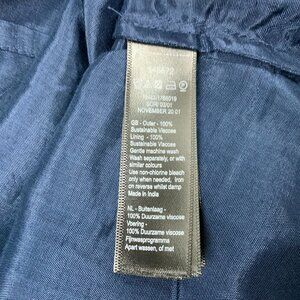 NOVEMBER 20 01
GB - Outer - 100%
Sustainable Viscose
Lining - 100%
Sustainable Viscose
Gentle machine wash
Wash separately, or with
similar colours
Use non-chlorine bleach
only when needed, Iron
on reverse whilst damp
Made in India
NL - Buitenlaag -
100% Duurzame viscose
Voering -
100% Duurzame viscose
Fijnwasprogramma
Apart wassen, of met